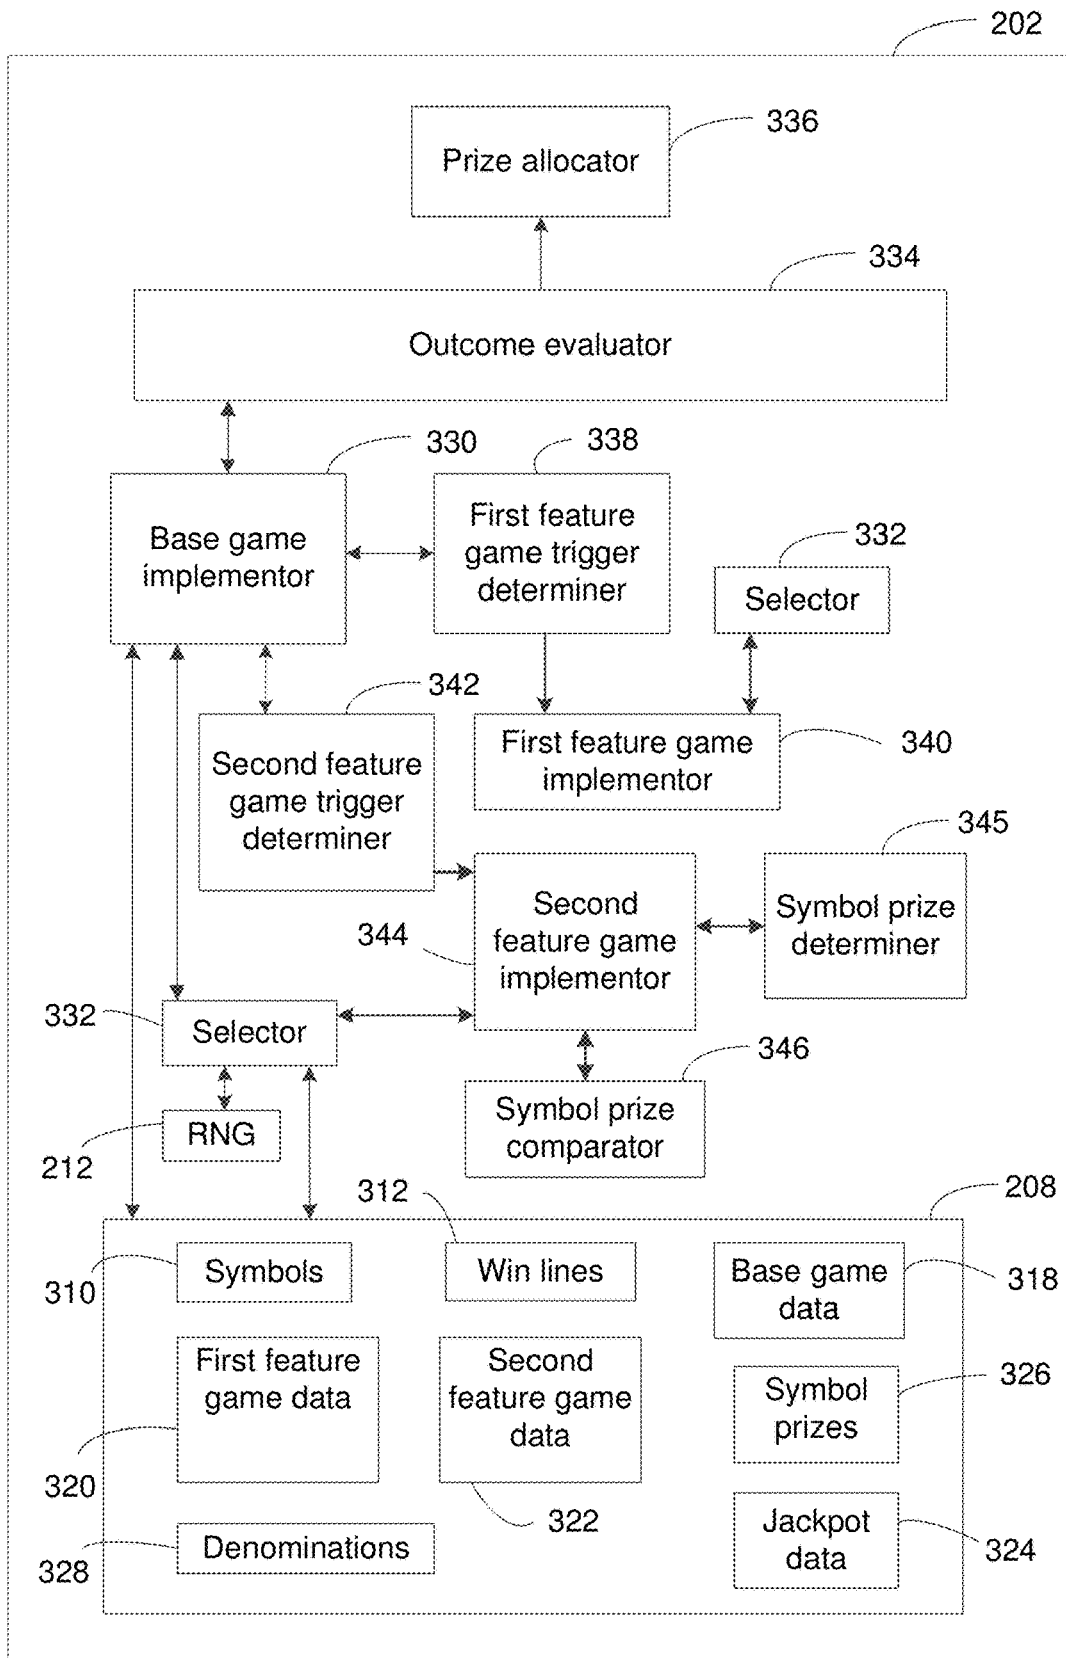 202
336
Prize allocator
334
Outcome evaluator
330
338
Base game
implementor
First feature
game trigger
determiner
332
Selector
342
Second feature
game trigger
determiner
First feature game
implementor
340
345
344
Second
feature game
implementor
Symbol prize
determiner
332
Selector
346
Symbol prize
comparator
RNG
212
312
208
310
Symbols
Win lines
Base game
data
318
First feature
game data
Second
feature game
data
Symbol
prizes
326
320
322
Jackpot
data
324
Denominations
328